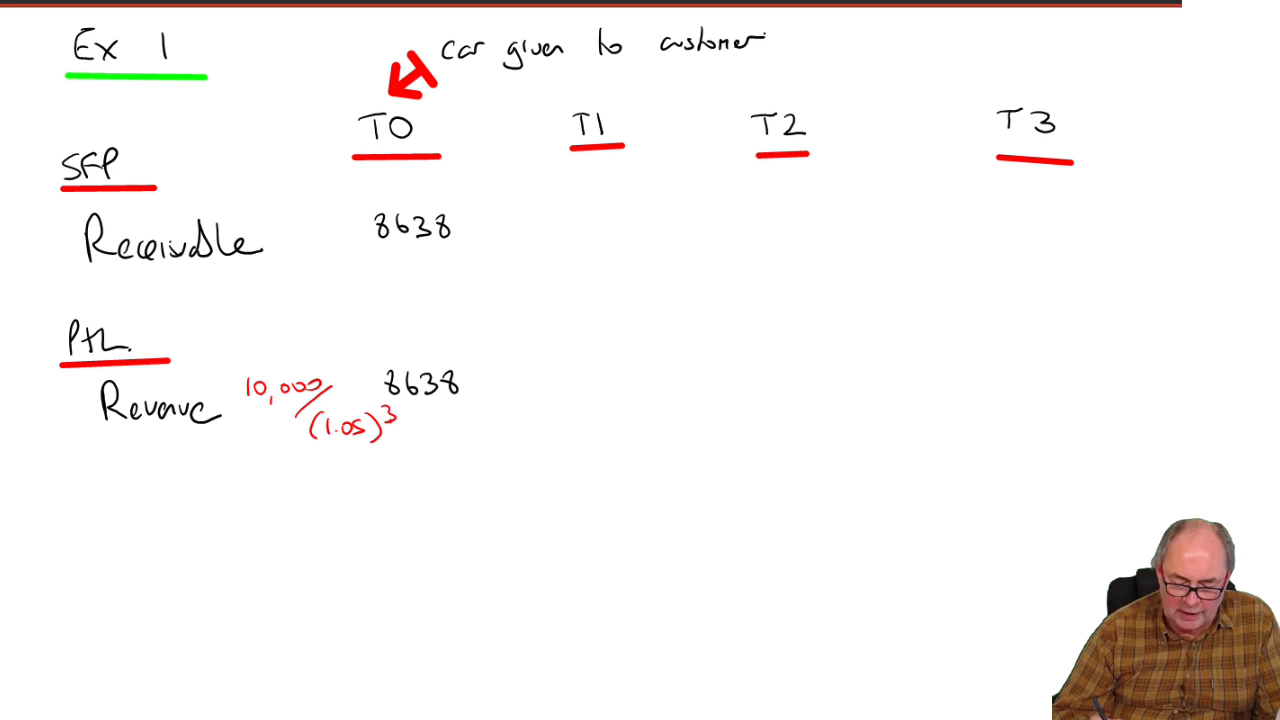 Ex 1
car given to customer
T0 T1 T2 T3
SFP
Receivable 8638
P+L.
Revenue 10,000/(1.05)³ 8638